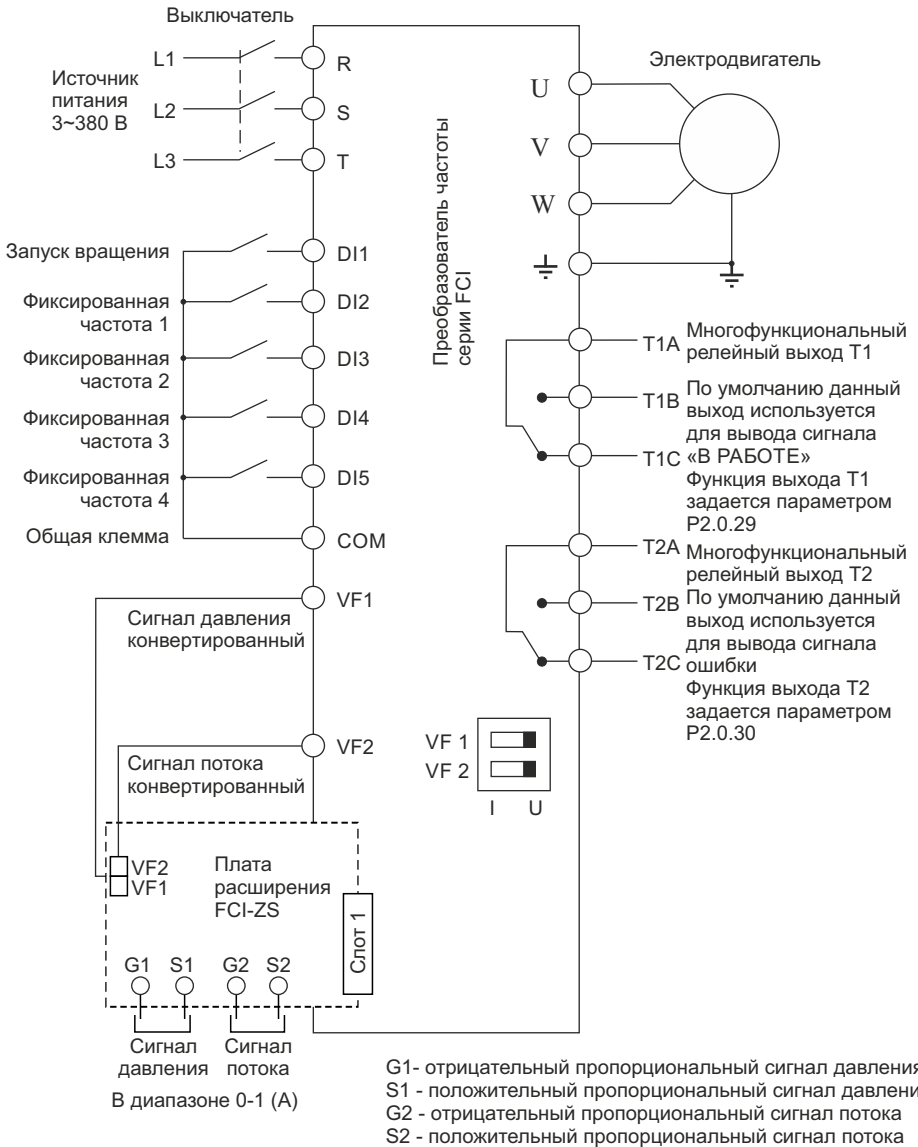 Выключатель
L1
R
Источник
питания
3~380 В
L2
S
L3
T
Преобразователь частоты
серии FCI
Электродвигатель
U
V
W
Запуск вращения
DI1
Фиксированная
частота 1
DI2
Фиксированная
частота 2
DI3
Фиксированная
частота 3
DI4
Фиксированная
частота 4
DI5
Общая клемма
COM
T1A
Многофункциональный
релейный выход T1
T1B
По умолчанию данный
выход используется
для вывода сигнала
T1C
«В РАБОТЕ»
Функция выхода T1
задается параметром
P2.0.29
T2A
Многофункциональный
релейный выход T2
T2B
По умолчанию данный
выход используется
для вывода сигнала
T2C
ошибки
Функция выхода T2
задается параметром
P2.0.30
VF1
Сигнал давления
конвертированный
VF2
Сигнал потока
конвертированный
VF 1
VF 2
I U
VF2
VF1
Плата
расширения
FCI-ZS
Слот 1
G1 S1 G2 S2
Сигнал
давления
Сигнал
потока
В диапазоне 0-1 (А)
G1- отрицательный пропорциональный сигнал давления
S1 - положительный пропорциональный сигнал давлени
G2 - отрицательный пропорциональный сигнал потока
S2 - положительный пропорциональный сигнал потока